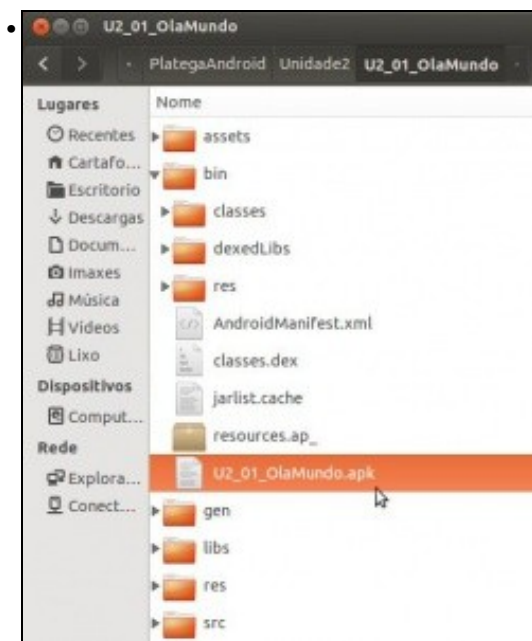 U2_01_OlaMundo
PlategaAndroid Unidade2 U2_01_OlaMundo
Lugares
Recentes
Cartafo...
Escritorio
Descargas
Docum...
Imaxes
Música
Vídeos
Lixo
Dispositivos
Comput...
Rede
Explora...
Conect...
Nome
assets
bin
classes
dexedLibs
res
AndroidManifest.xml
classes.dex
jarlist.cache
resources.ap_
U2_01_OlaMundo.apk
gen
libs
res
src